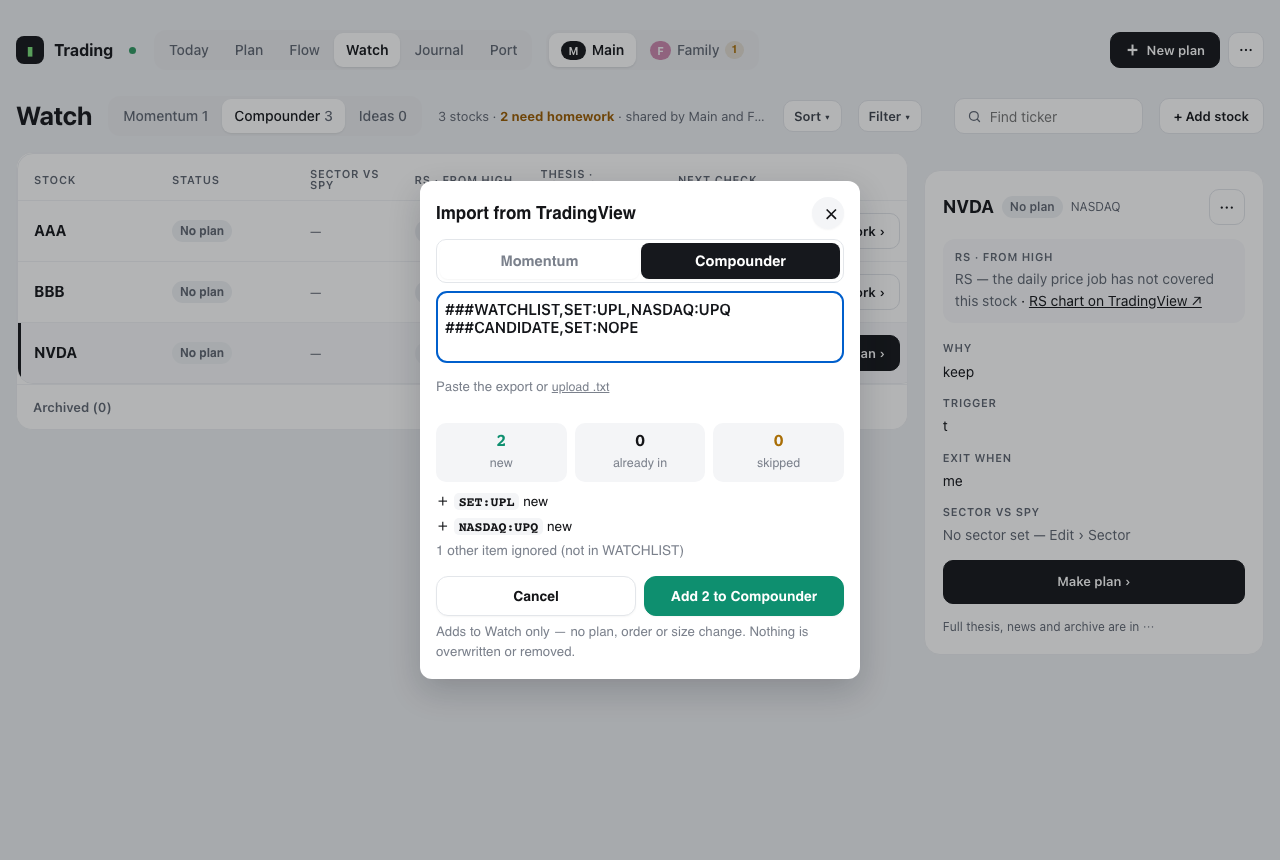 Trading
Today Plan Flow Watch Journal Port
M Main F Family 1
+ New plan
···
Watch
Momentum 1 Compounder 3 Ideas 0
3 stocks · 2 need homework · shared by Main and F...
Sort ▾
Filter ▾
Find ticker
+ Add stock
STOCK STATUS SECTOR VS SPY RS · FROM HIGH THESIS · NEXT CHECK
AAA No plan —
BBB No plan —
NVDA No plan —
Archived (0)
Import from TradingView
×
Momentum Compounder
###WATCHLIST,SET:UPL,NASDAQ:UPQ
###CANDIDATE,SET:NOPE
Paste the export or upload .txt
2 new
0 already in
0 skipped
+ SET:UPL new
+ NASDAQ:UPQ new
1 other item ignored (not in WATCHLIST)
Cancel
Add 2 to Compounder
Adds to Watch only — no plan, order or size change. Nothing is
overwritten or removed.
NVDA No plan NASDAQ
···
RS · FROM HIGH
RS — the daily price job has not covered
this stock · RS chart on TradingView ↗
WHY
keep
TRIGGER
t
EXIT WHEN
me
SECTOR VS SPY
No sector set — Edit › Sector
Make plan ›
Full thesis, news and archive are in ···